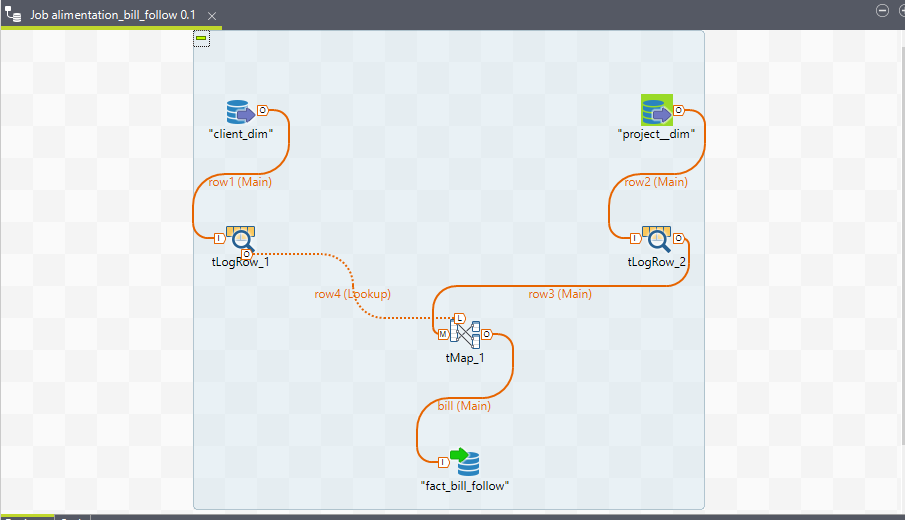 Job alimentation_bill_follow 0.1
"client_dim"
"project__dim"
row1 (Main)
row2 (Main)
tLogRow_1
tLogRow_2
row4 (Lookup)
row3 (Main)
tMap_1
bill (Main)
"fact_bill_follow"